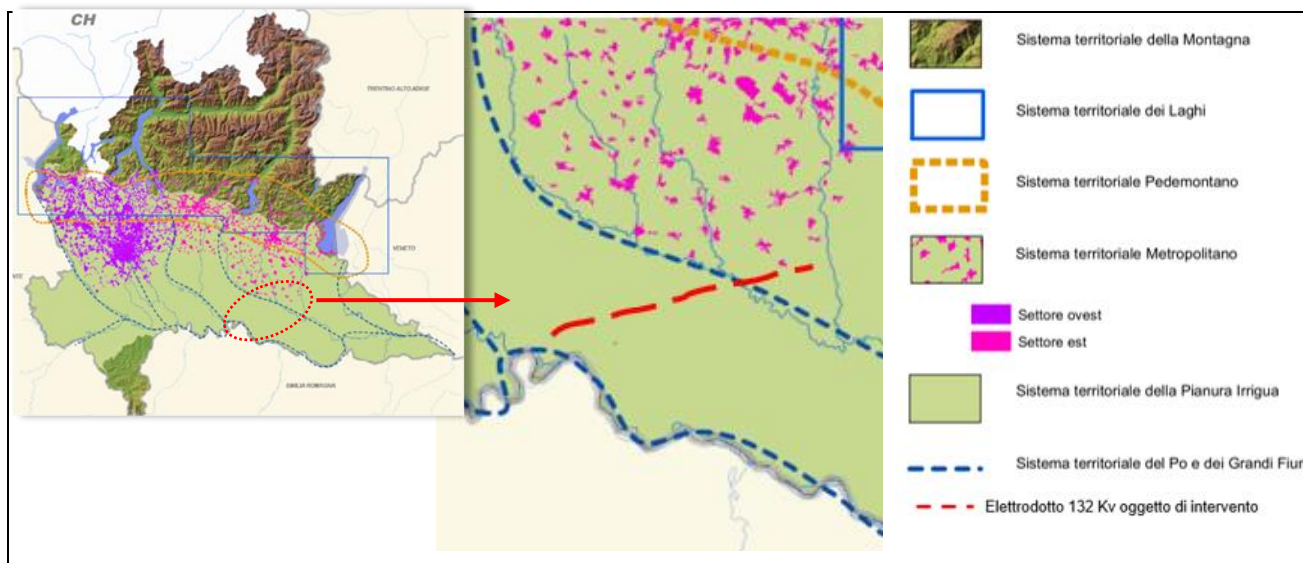 CH
TRENTINO ALTO ADIGE
VENETO
EMILIA ROMAGNA
Sistema territoriale della Montagna
Sistema territoriale dei Laghi
Sistema territoriale Pedemontano
Sistema territoriale Metropolitano
Settore ovest
Settore est
Sistema territoriale della Pianura Irrigua
Sistema territoriale del Po e dei Grandi Fiur
Elettrodotto 132 Kv oggetto di intervento